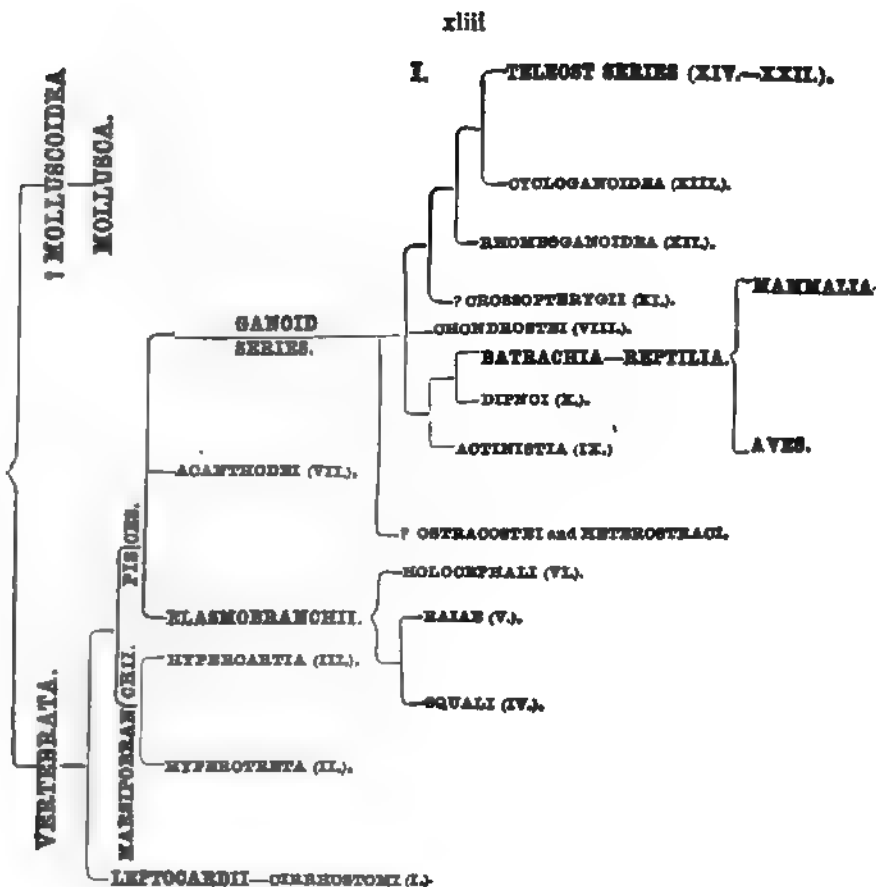 xliii
I. TELEOST SERIES (XIV.—XXII.).
† MOLLUSCOIDEA
MOLLUSCA.
CYCLOGANOIDEA (XIII.).
RHOMBOGANOIDEA (XII.).
? CROSSOPTERYGII (XI.).
MAMMALIA.
GANOID
SERIES.
CHONDROSTEI (VIII.).
BATRACHIA—REPTILIA.
DIPNOI (X.).
ACTINISTIA (IX.)
AVES.
ACANTHODEI (VII.).
? OSTRACOSTEI and HETEROSTRACI.
PISCES.
HOLOCEPHALI (VI.).
ELASMOBRANCHII.
RAIAE (V.).
HYPEROARTIA (III.).
SQUALI (IV.).
VERTEBRATA.
MARSIPOBRANCHII.
HYPEROTRETA (II.).
LEPTOCARDII—CIRRHOSTOMI (I.).